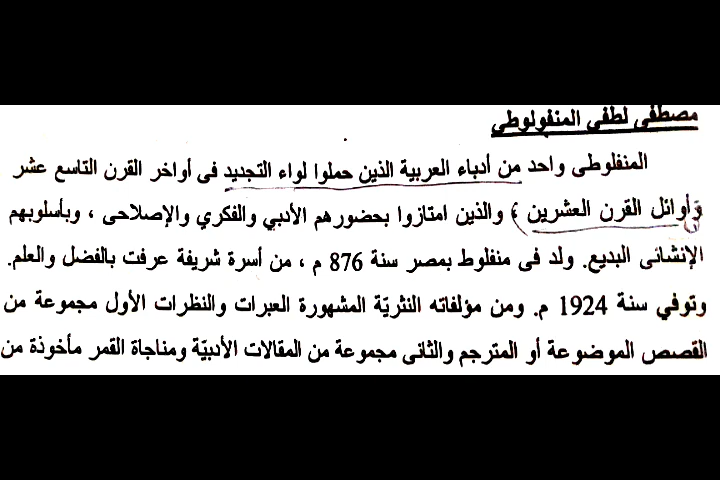 مصطفى لطفى المنفولوطى
المنفلوطى واحد من أدباء العربية الذين حملوا لواء التجديد فى أواخر القرن التاسع عشر
وأوائل القرن العشرين ؛ والذين امتازوا بحضورهم الأدبي والفكري والإصلاحى ، وبأسلوبهم
الإنشائى البديع. ولد فى منفلوط بمصر سنة 876 م ، من أسرة شريفة عرفت بالفضل والعلم.
وتوفي سنة 1924 م. ومن مؤلفاته النثريّة المشهورة العبرات والنظرات الأول مجموعة من
القصص الموضوعة أو المترجم والثانى مجموعة من المقالات الأدبيّة ومناجاة القمر مأخوذة من